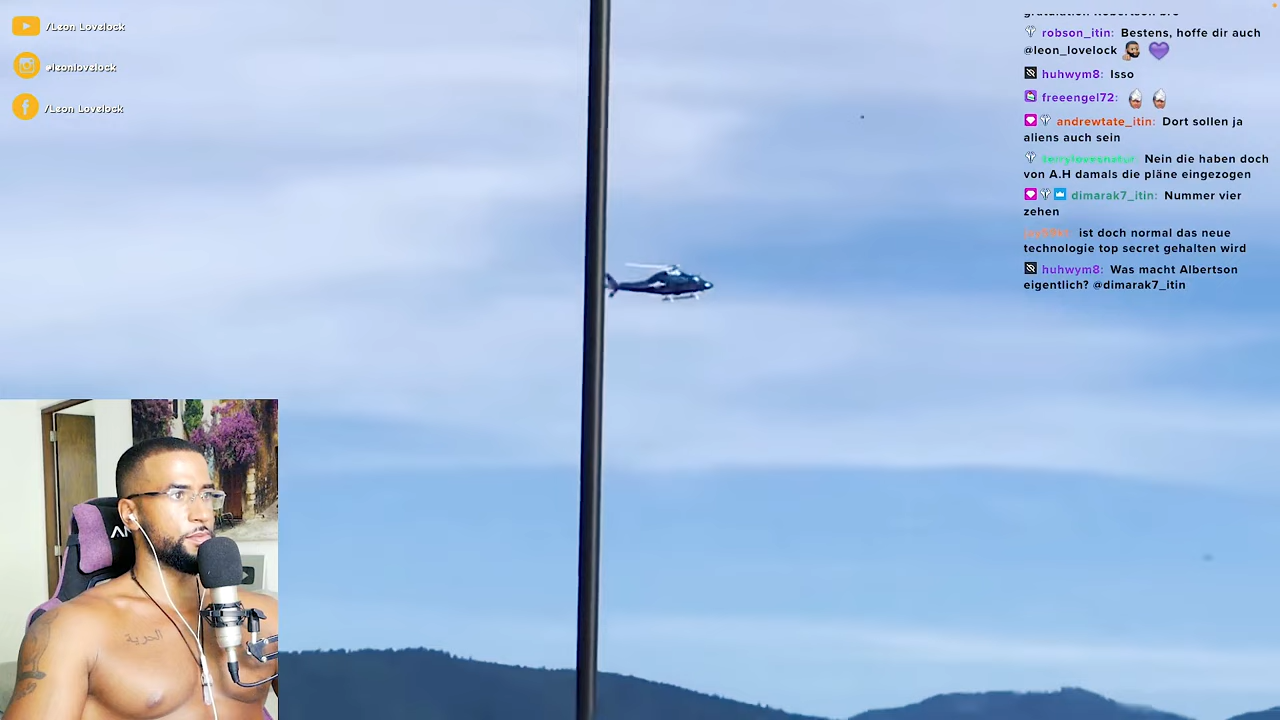 /Leon Lovelock
@leonlovelock
/Leon Lovelock
robson_itin: Bestens, hoffe dir auch
@leon_lovelock
huhwym8: Isso
freeengel72:
andrewtate_itin: Dort sollen ja
aliens auch sein
Nein die haben doch
von A.H damals die pläne eingezogen
dimarak7_itin: Nummer vier
zehen
ist doch normal das neue
technologie top secret gehalten wird
huhwym8: Was macht Albertson
eigentlich? @dimarak7_itin
الحرية